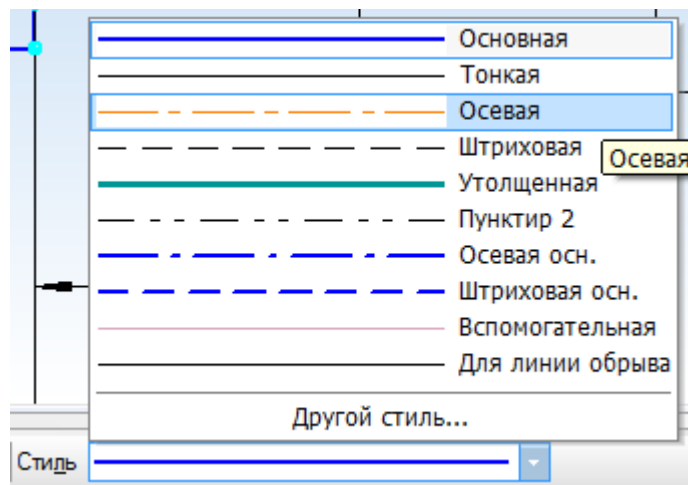 Основная
Тонкая
Осевая
Штриховая
Осевая
Утолщенная
Пунктир 2
Осевая осн.
Штриховая осн.
Вспомогательная
Для линии обрыва
Другой стиль...
Стиль